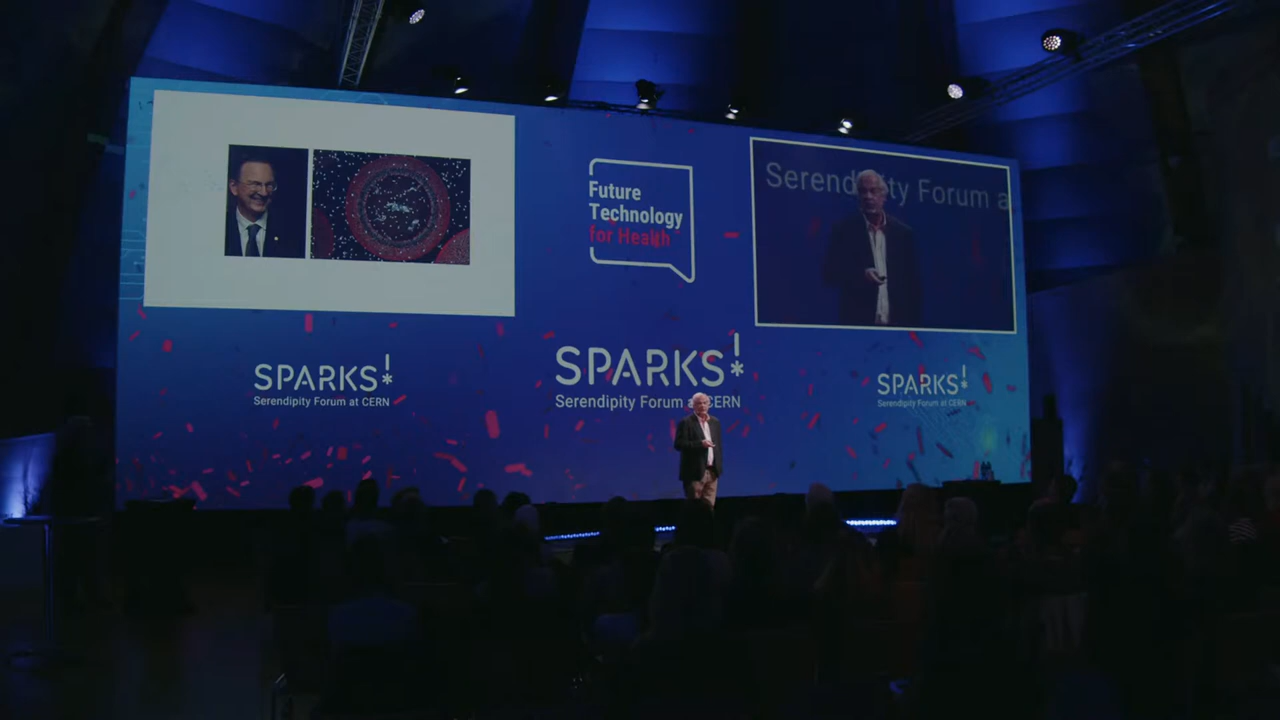 Future
Technology
for Health
Serendity Forum a
SPARKS!
Serendipity Forum at CERN
SPARKS!
Serendipity Forum at CERN
SPARKS!
Serendipity Forum at CERN